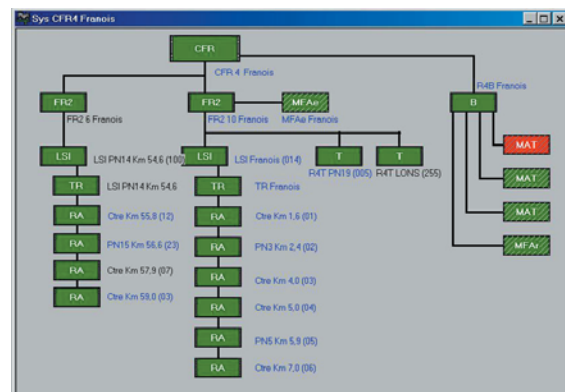 Sys CFR4 Franois
CFR
CFR 4 Franois
R4B Franois
FR2
FR2
MFAe
B
FR2 6 Franois
FR2 10 Franois
MFAe Franois
MAT
LSI
LSI PN14 Km 54,6 (100)
LSI
LSI Franois (014)
T
T
R4T PN19 (005)
R4T LONS (255)
TR
LSI PN14 Km 54,6
TR
TR Franois
MAT
RA
Ctre Km 55,8 (12)
RA
Ctre Km 1,6 (01)
MAT
RA
PN15 Km 56,6 (23)
RA
PN3 Km 2,4 (02)
MFAr
RA
Ctre Km 57,9 (07)
RA
Ctre Km 4,0 (03)
RA
Ctre Km 59,0 (03)
RA
Ctre Km 5,0 (04)
RA
PN5 Km 5,9 (05)
RA
Ctre Km 7,0 (06)